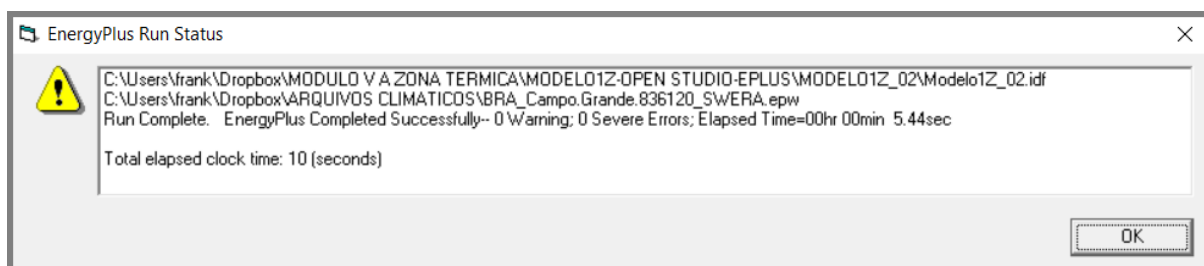 EnergyPlus Run Status
C:\Users\frank\Dropbox\MODULO V A ZONA TERMICA\MODELO1Z-OPEN STUDIO-EPLUS\MODELO1Z_02\Modelo1Z_02.idf
C:\Users\frank\Dropbox\ARQUIVOS CLIMATICOS\BRA_Campo.Grande.836120_SWERA.epw
Run Complete.   EnergyPlus Completed Successfully-- 0 Warning; 0 Severe Errors; Elapsed Time=00hr 00min  5.44sec
Total elapsed clock time: 10 (seconds)
OK